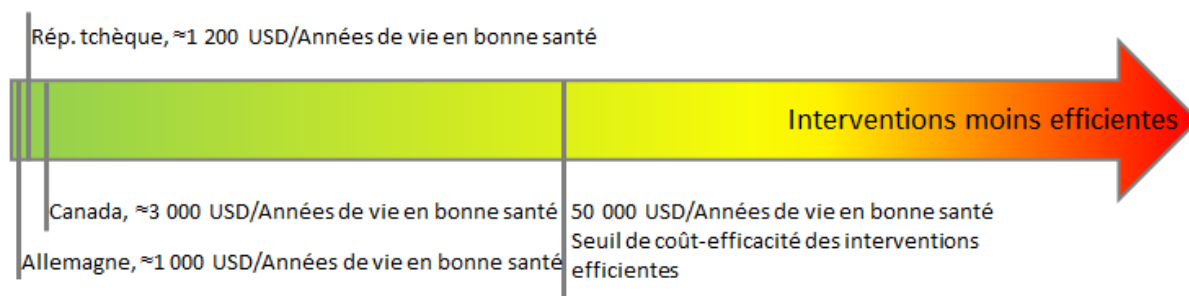 Rép. tchèque, ≈1 200 USD/Années de vie en bonne santé
Interventions moins efficientes
Canada, ≈3 000 USD/Années de vie en bonne santé
Allemagne, ≈1 000 USD/Années de vie en bonne santé
50 000 USD/Années de vie en bonne santé
Seuil de coût-efficacité des interventions
efficientes